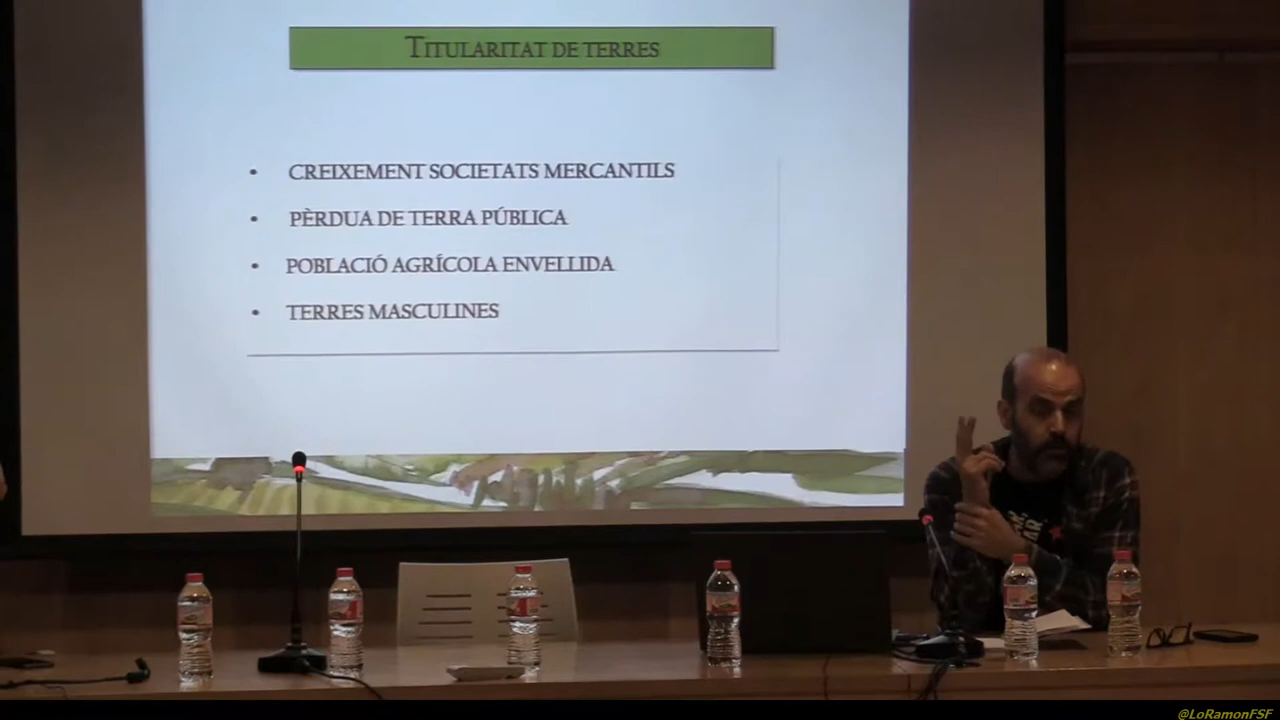 TITULARITAT DE TERRES
• CREIXEMENT SOCIETATS MERCANTILS
• PÈRDUA DE TERRA PÚBLICA
• POBLACIÓ AGRÍCOLA ENVELLIDA
• TERRES MASCULINES
@LoRamonFSF